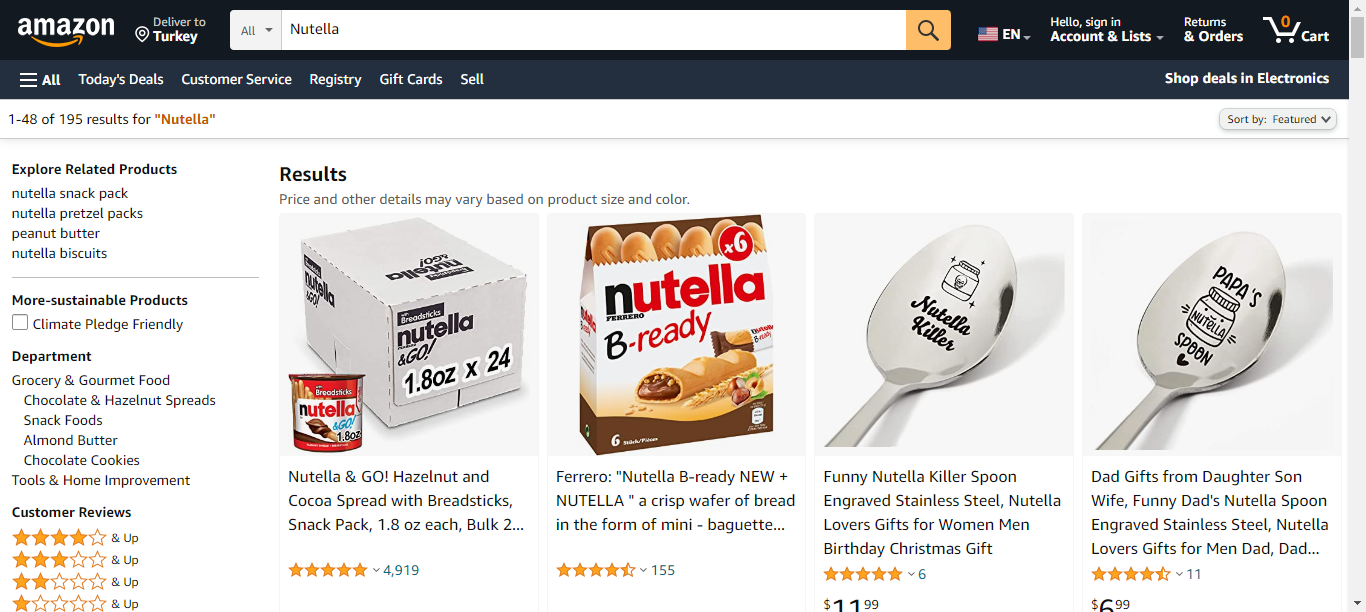 amazon
Deliver to
Turkey
All
Nutella
EN
Hello, sign in
Account & Lists
Returns
& Orders
0
Cart
All
Today's Deals
Customer Service
Registry
Gift Cards
Sell
Shop deals in Electronics
1-48 of 195 results for "Nutella"
Sort by: Featured
Explore Related Products
nutella snack pack
nutella pretzel packs
peanut butter
nutella biscuits
More-sustainable Products
Climate Pledge Friendly
Department
Grocery & Gourmet Food
Chocolate & Hazelnut Spreads
Snack Foods
Almond Butter
Chocolate Cookies
Tools & Home Improvement
Customer Reviews
& Up
& Up
& Up
& Up
Results
Price and other details may vary based on product size and color.
nutella
&GO!
nutella
with Breadsticks
nutella
FERRERO
&GO!
1.8oz x 24
with Breadsticks
nutella
&GO!
1.8oz
Nutella & GO! Hazelnut and
Cocoa Spread with Breadsticks,
Snack Pack, 1.8 oz each, Bulk 2...
4,919
x6
nutella
FERRERO
B-ready
nutella
B-ready
6 Stück/Pièces
Ferrero: "Nutella B-ready NEW +
NUTELLA " a crisp wafer of bread
in the form of mini - baguette...
155
Nutella
Killer
Funny Nutella Killer Spoon
Engraved Stainless Steel, Nutella
Lovers Gifts for Women Men
Birthday Christmas Gift
6
$11 99
PAPA'S
NUTELLA
SPOON
Dad Gifts from Daughter Son
Wife, Funny Dad's Nutella Spoon
Engraved Stainless Steel, Nutella
Lovers Gifts for Men Dad, Dad...
11
$6 99